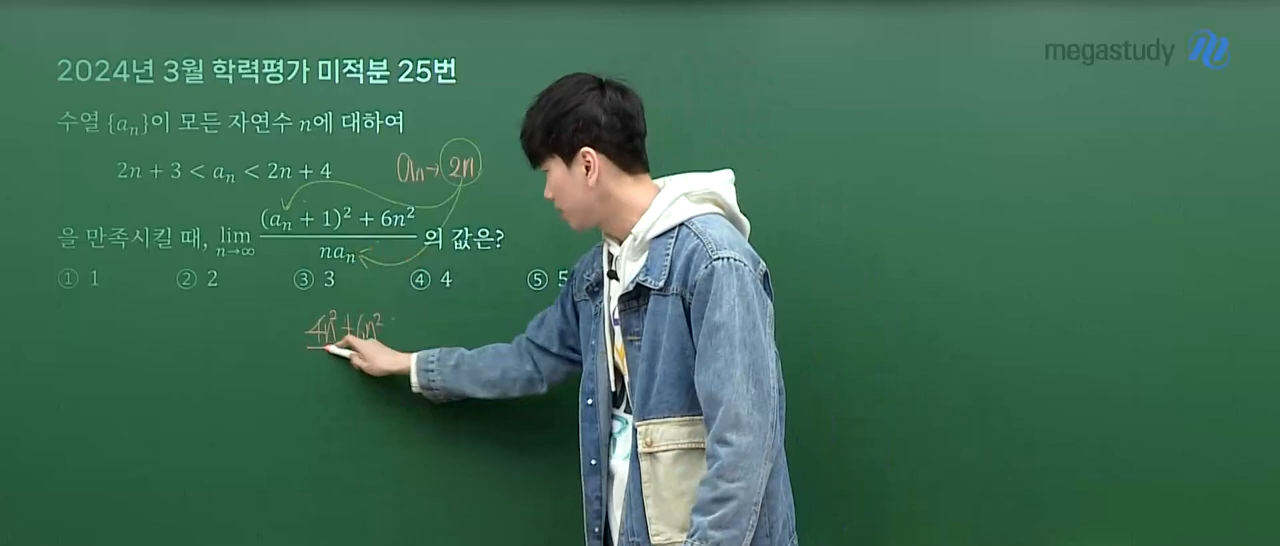 megastudy
2024년 3월 학력평가 미적분 25번
수열 {aₙ}이 모든 자연수 n에 대하여
2n + 3 < aₙ < 2n + 4
aₙ → 2n
을 만족시킬 때, lim n→∞ (aₙ + 1)² + 6n² / naₙ 의 값은?
① 1 ② 2 ③ 3 ④ 4 ⑤ 5
4n² + 6n²